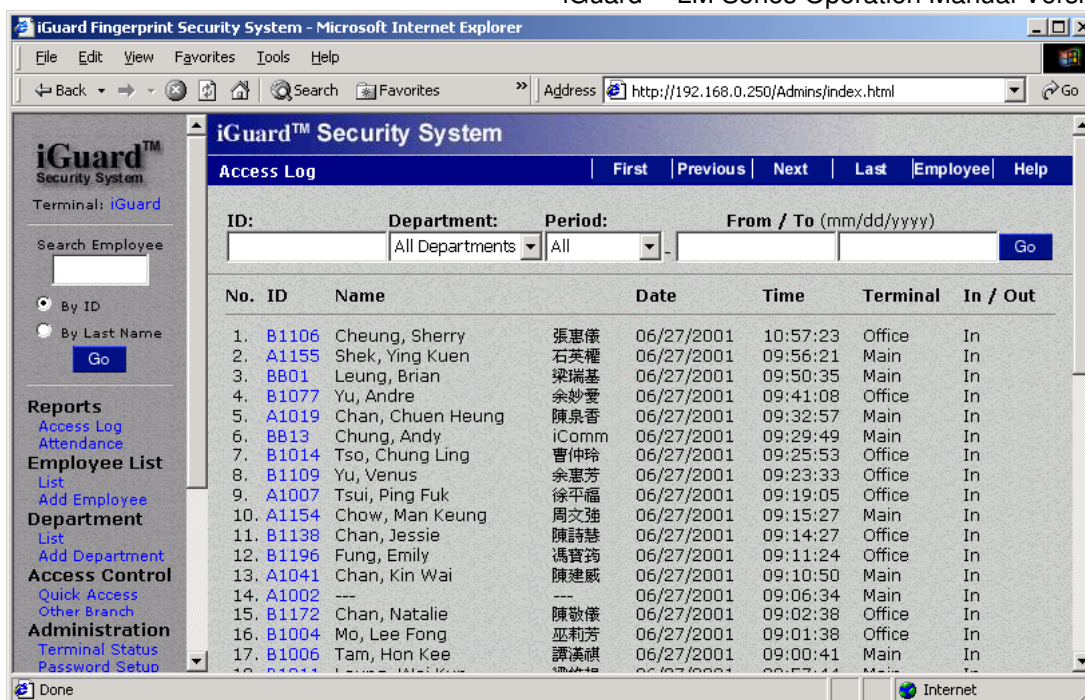 iGuard LM Series Operation Manual Versi
iGuard Fingerprint Security System - Microsoft Internet Explorer
File Edit View Favorites Tools Help
Back Search Favorites » Address http://192.168.0.250/Admins/index.html Go
iGuard™
Security System
Terminal: iGuard
Search Employee
By ID
By Last Name
Go
Reports
Access Log
Attendance
Employee List
List
Add Employee
Department
List
Add Department
Access Control
Quick Access
Other Branch
Administration
Terminal Status
Password Setup
iGuard™ Security System
Access Log | First | Previous | Next | Last | Employee | Help
ID: Department: Period: From / To (mm/dd/yyyy)
All Departments All - Go
No. ID Name Date Time Terminal In / Out
1. B1106 Cheung, Sherry 張惠儀 06/27/2001 10:57:23 Office In
2. A1155 Shek, Ying Kuen 石英權 06/27/2001 09:56:21 Main In
3. BB01 Leung, Brian 梁瑞基 06/27/2001 09:50:35 Main In
4. B1077 Yu, Andre 余妙愛 06/27/2001 09:41:08 Office In
5. A1019 Chan, Chuen Heung 陳泉香 06/27/2001 09:32:57 Main In
6. BB13 Chung, Andy iComm 06/27/2001 09:29:49 Main In
7. B1014 Tso, Chung Ling 曹仲玲 06/27/2001 09:25:53 Office In
8. B1109 Yu, Venus 余惠芳 06/27/2001 09:23:33 Office In
9. A1007 Tsui, Ping Fuk 徐平福 06/27/2001 09:19:05 Office In
10. A1154 Chow, Man Keung 周文強 06/27/2001 09:15:27 Main In
11. B1138 Chan, Jessie 陳詩慧 06/27/2001 09:14:27 Office In
12. B1196 Fung, Emily 馮寶筠 06/27/2001 09:11:24 Office In
13. A1041 Chan, Kin Wai 陳建威 06/27/2001 09:10:50 Main In
14. A1002 --- --- 06/27/2001 09:06:34 Main In
15. B1172 Chan, Natalie 陳敬儀 06/27/2001 09:02:38 Office In
16. B1004 Mo, Lee Fong 巫莉芳 06/27/2001 09:01:38 Office In
17. B1006 Tam, Hon Kee 譚漢祺 06/27/2001 09:00:41 Main In
Done Internet